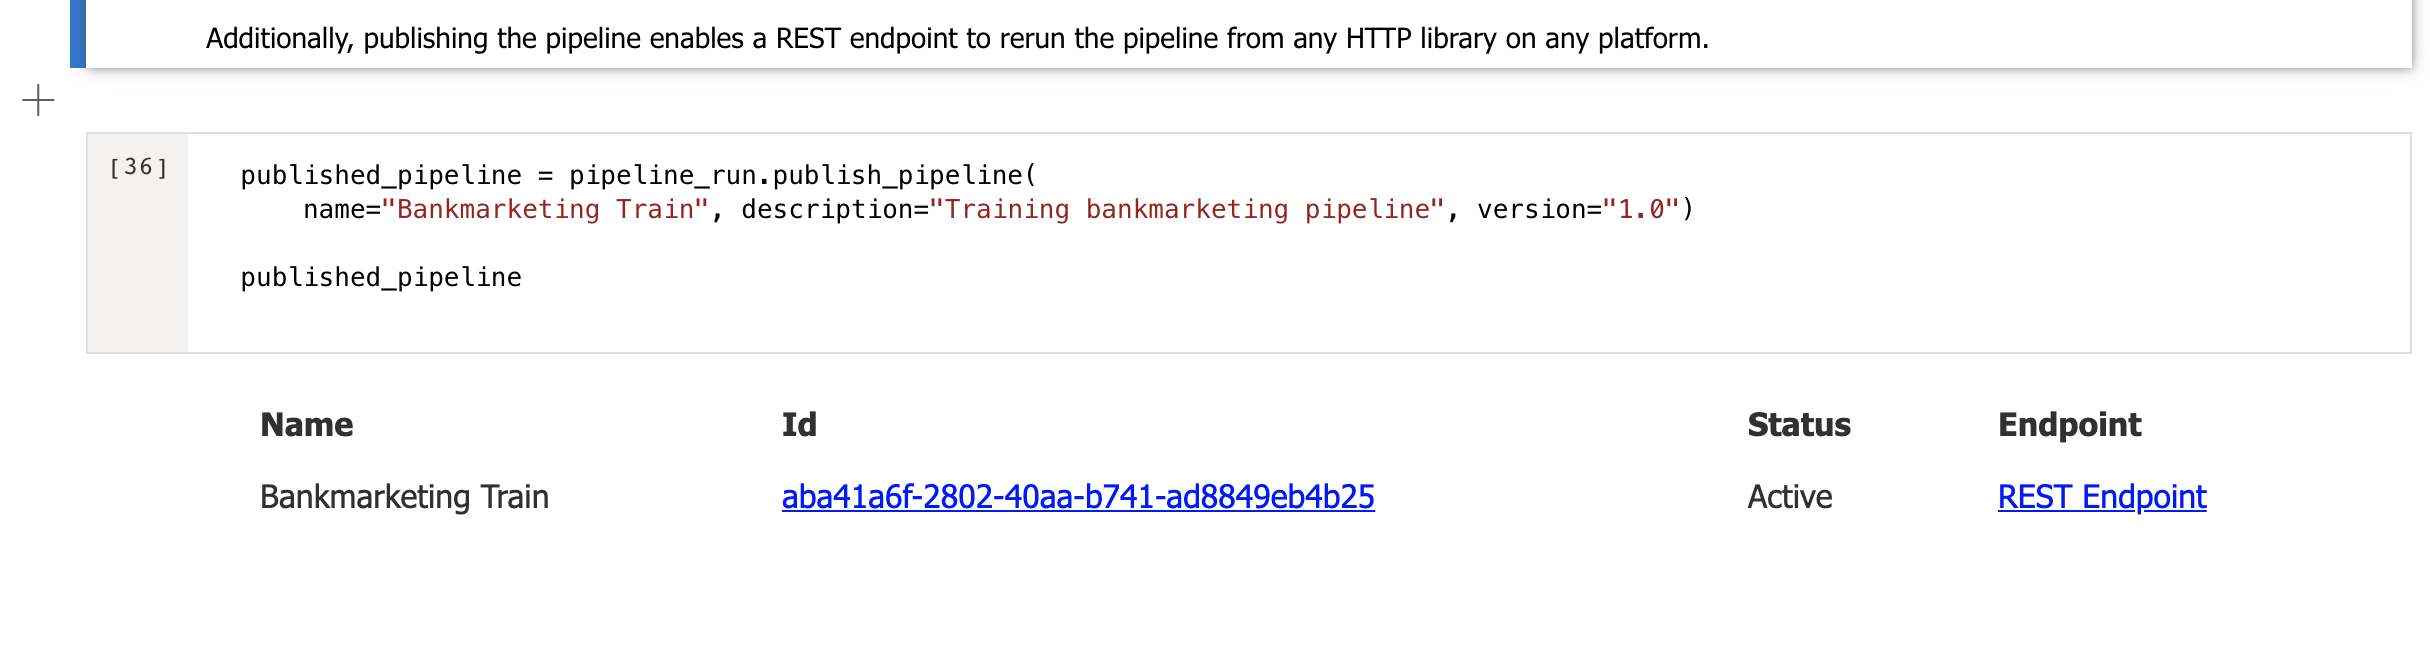 Additionally, publishing the pipeline enables a REST endpoint to rerun the pipeline from any HTTP library on any platform.
[36]
published_pipeline = pipeline_run.publish_pipeline(
    name="Bankmarketing Train", description="Training bankmarketing pipeline", version="1.0")
published_pipeline
Name Id Status Endpoint
Bankmarketing Train aba41a6f-2802-40aa-b741-ad8849eb4b25 Active REST Endpoint